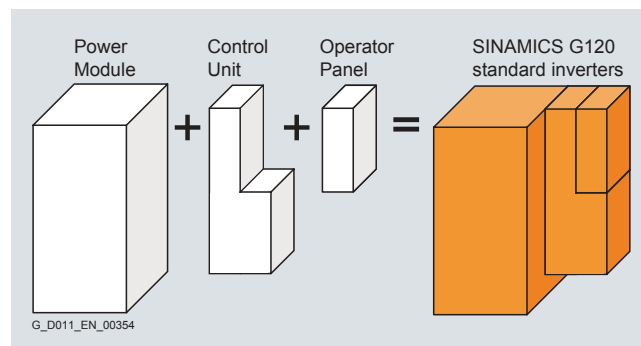 Power
Module
Control
Unit
Operator
Panel
SINAMICS G120
standard inverters
+
+
=
G_D011_EN_00354